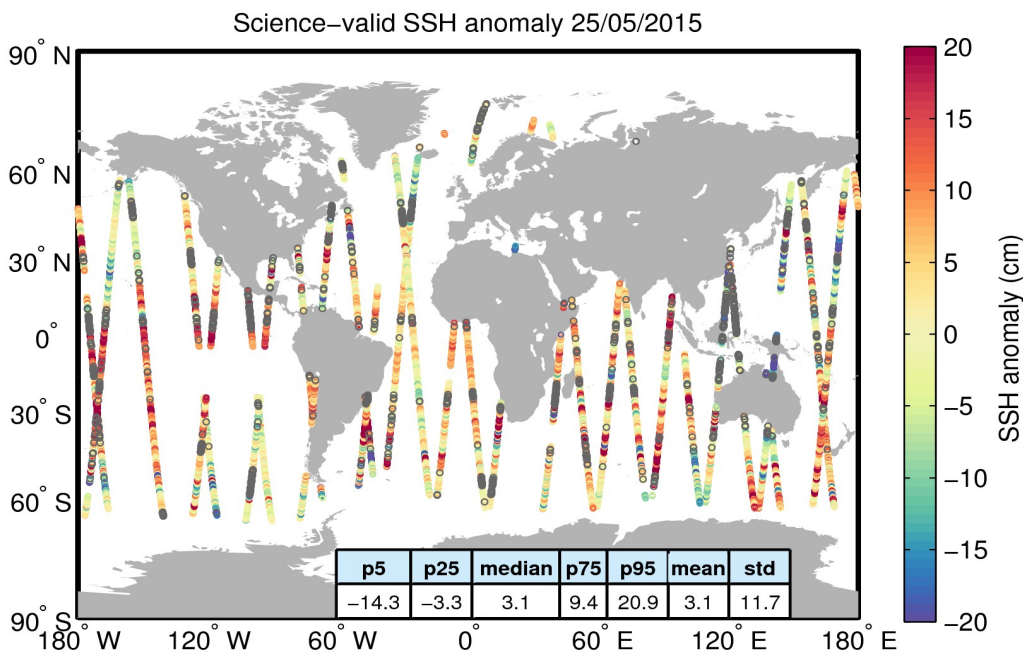 Science−valid SSH anomaly 25/05/2015
90° N
60° N
30° N
0°
30° S
60° S
90° S
180° W
120° W
60° W
0°
60° E
120° E
180° E
p5 p25 median p75 p95 mean std
−14.3 −3.3 3.1 9.4 20.9 3.1 11.7
20
15
10
5
0
−5
−10
−15
−20
SSH anomaly (cm)